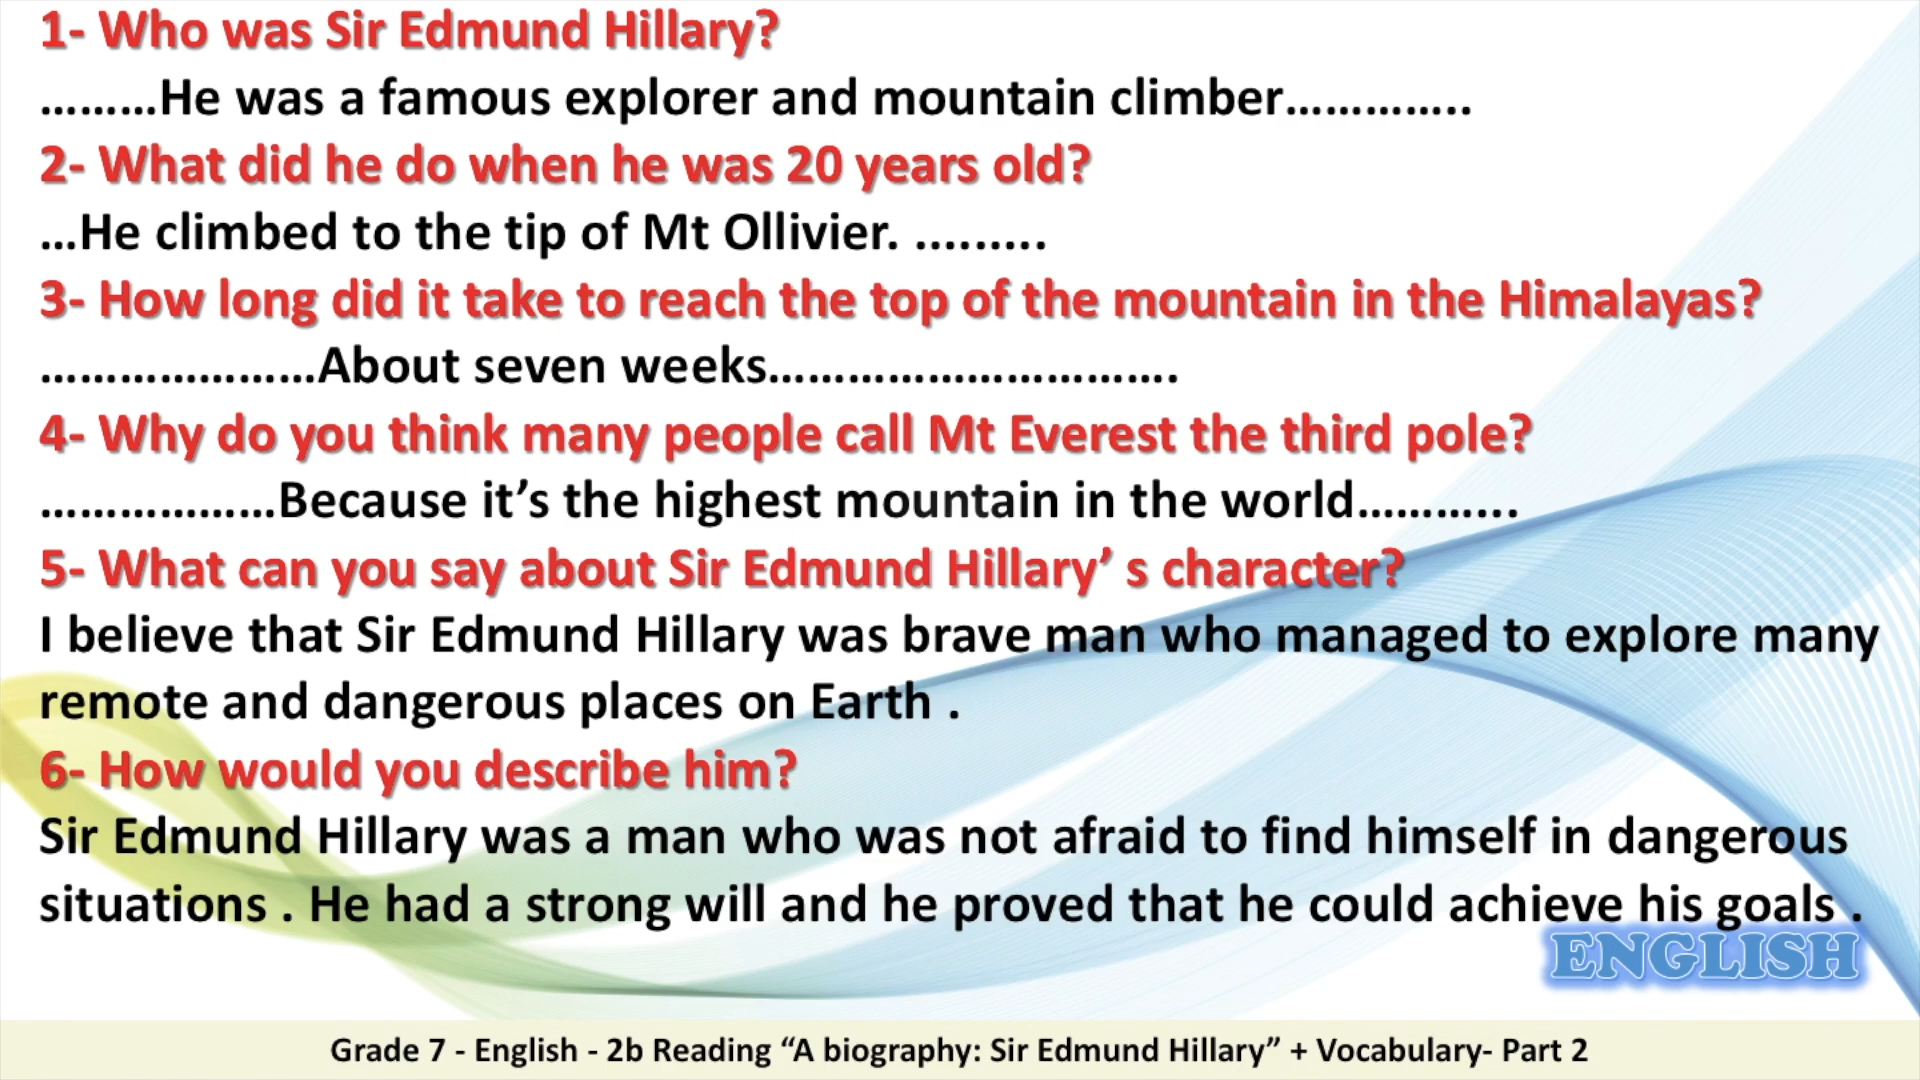 1- Who was Sir Edmund Hillary?
………He was a famous explorer and mountain climber…………..
2- What did he do when he was 20 years old?
…He climbed to the tip of Mt Ollivier. .........
3- How long did it take to reach the top of the mountain in the Himalayas?
…………………About seven weeks………………………….
4- Why do you think many people call Mt Everest the third pole?
………………Because it’s the highest mountain in the world………...
5- What can you say about Sir Edmund Hillary’ s character?
I believe that Sir Edmund Hillary was brave man who managed to explore many
remote and dangerous places on Earth .
6- How would you describe him?
Sir Edmund Hillary was a man who was not afraid to find himself in dangerous
situations . He had a strong will and he proved that he could achieve his goals .
ENGLISH
Grade 7 - English - 2b Reading “A biography: Sir Edmund Hillary” + Vocabulary- Part 2